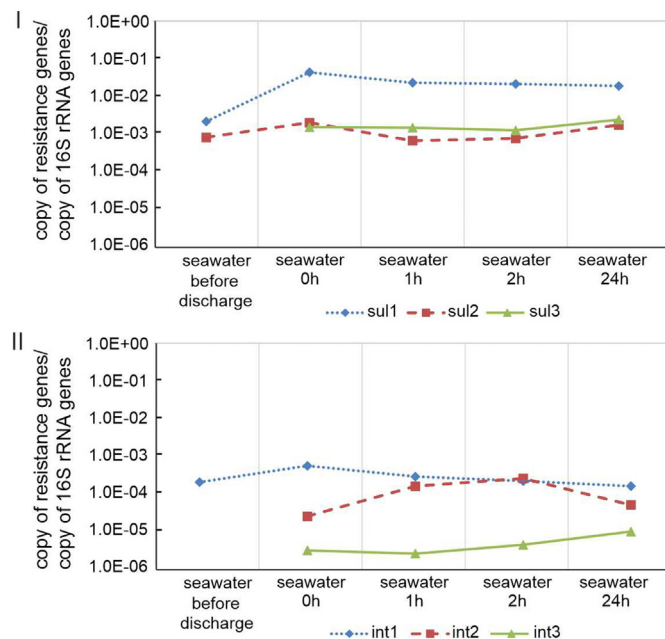 I
copy of resistance genes/
copy of 16S rRNA genes
1.0E+00
1.0E-01
1.0E-02
1.0E-03
1.0E-04
1.0E-05
1.0E-06
seawater before discharge
seawater 0h
seawater 1h
seawater 2h
seawater 24h
sul1 sul2 sul3
II
copy of resistance genes/
copy of 16S rRNA genes
1.0E+00
1.0E-01
1.0E-02
1.0E-03
1.0E-04
1.0E-05
1.0E-06
seawater before discharge
seawater 0h
seawater 1h
seawater 2h
seawater 24h
int1 int2 int3